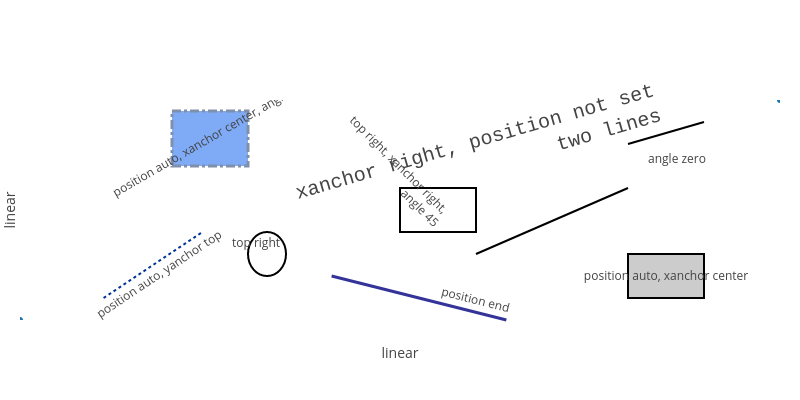 xanchor right, position not set
two lines
position auto, xanchor center, ang
top right, xanchor right,
angle 45
angle zero
linear
position auto, yanchor top
top right
position auto, xanchor center
position end
linear